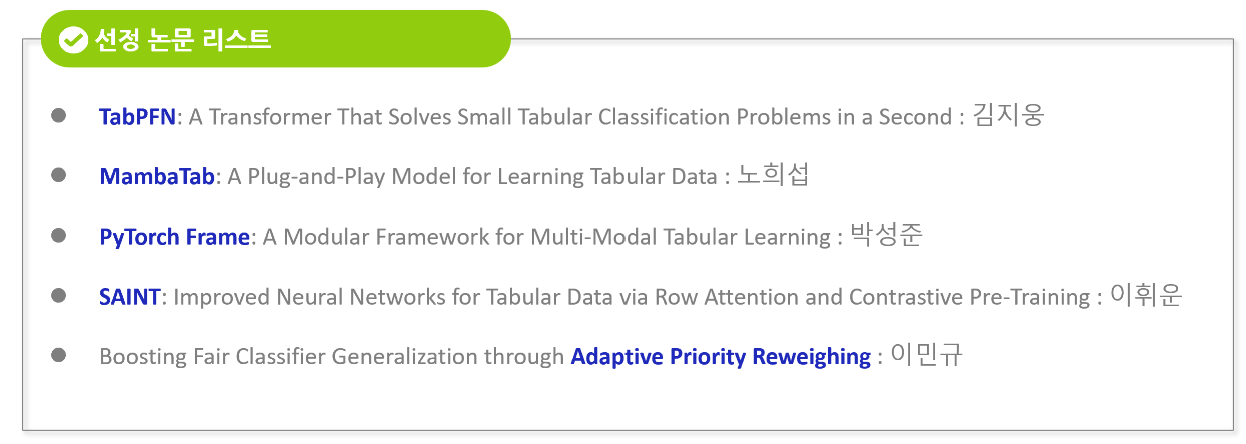 선정 논문 리스트
TabPFN: A Transformer That Solves Small Tabular Classification Problems in a Second : 김지웅
MambaTab: A Plug-and-Play Model for Learning Tabular Data : 노희섭
PyTorch Frame: A Modular Framework for Multi-Modal Tabular Learning : 박성준
SAINT: Improved Neural Networks for Tabular Data via Row Attention and Contrastive Pre-Training : 이휘운
Boosting Fair Classifier Generalization through Adaptive Priority Reweighing : 이민규